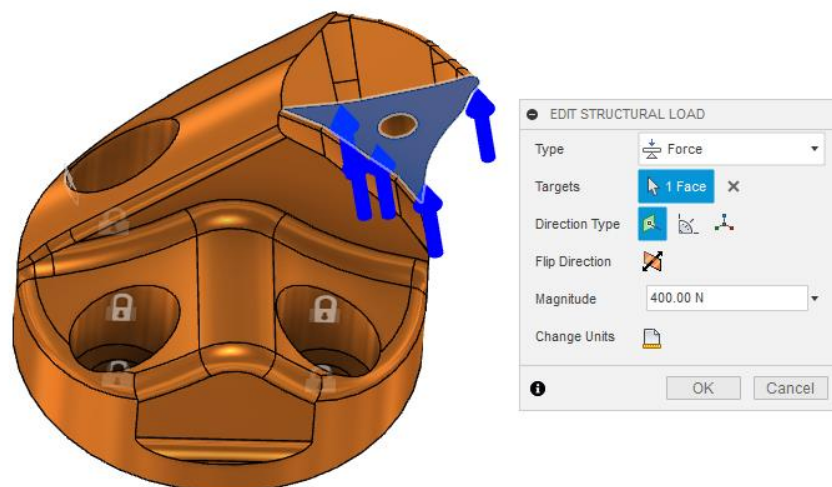 EDIT STRUCTURAL LOAD
Type Force
Targets 1 Face
Direction Type
Flip Direction
Magnitude 400.00 N
Change Units
OK Cancel